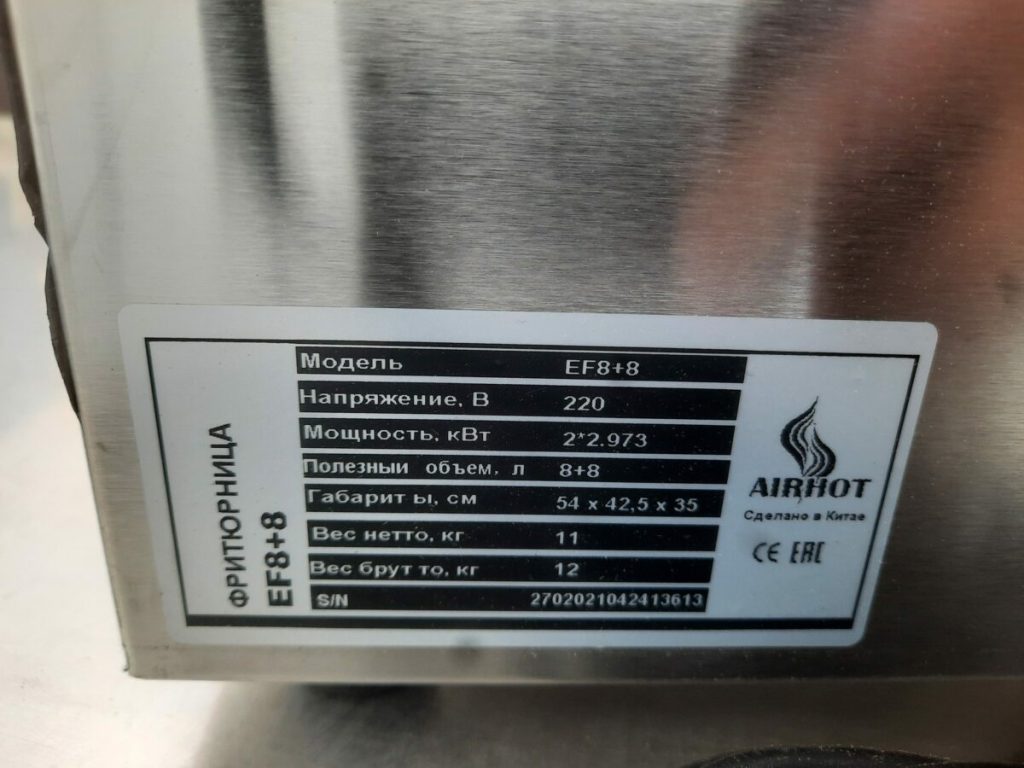 ФРИТЮРНИЦА
EF8+8
Модель EF8+8
Напряжение, В 220
Мощность, кВт 2*2.973
Полезныи объем, л 8+8
Габарит ы, см 54 х 42,5 х 35
Вес нетто, кг 11
Вес брут то, кг 12
S/N 2702021042413613
AIRHOT
Сделано в Китае
CE EAC